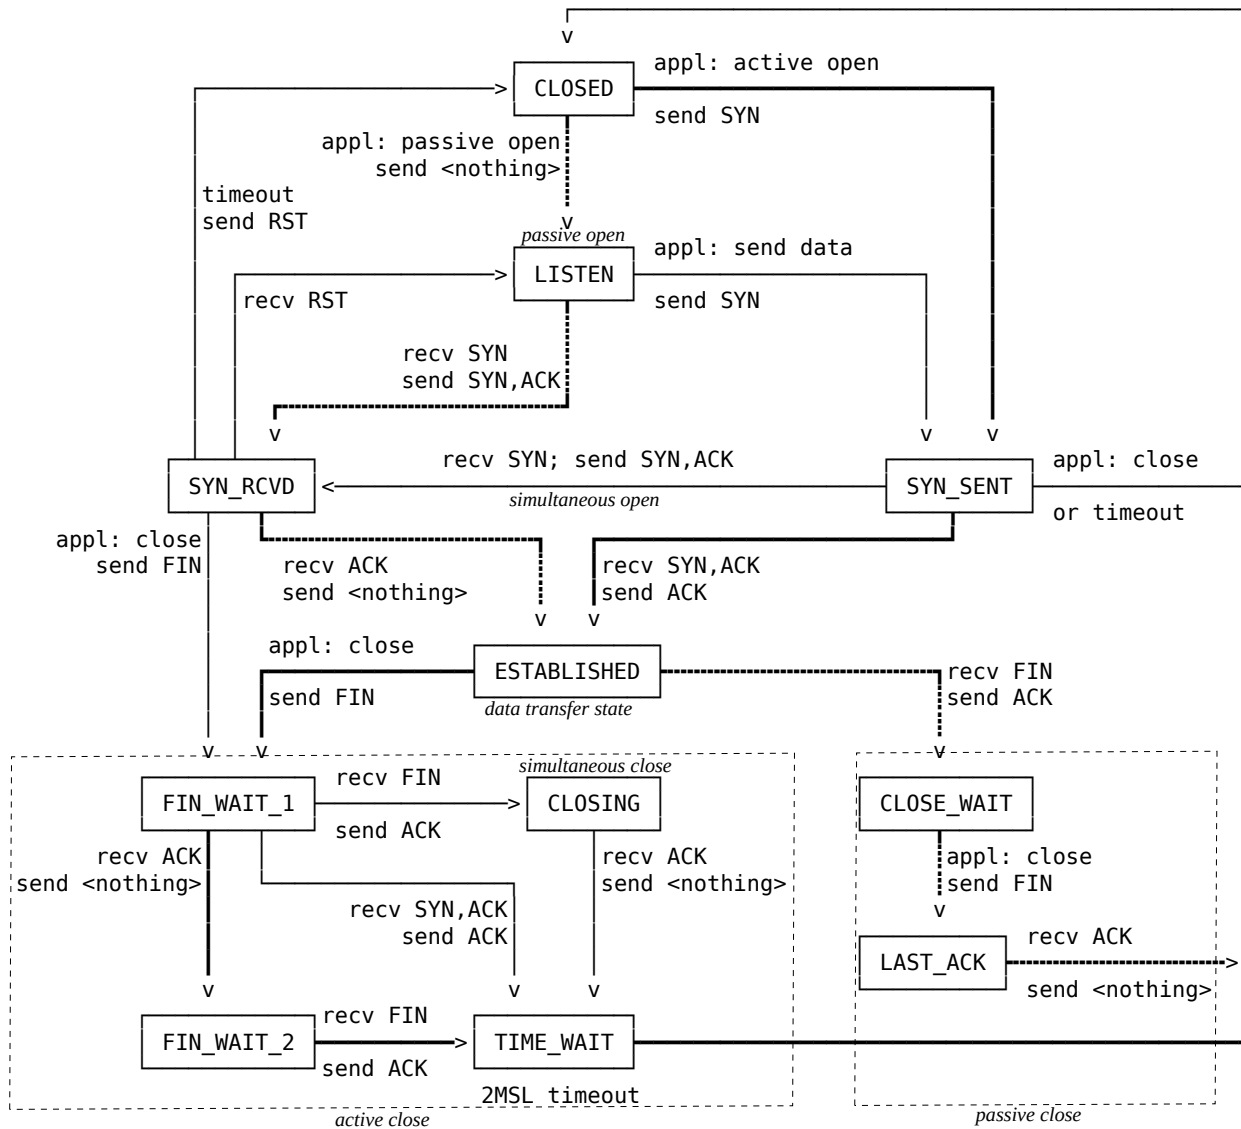 CLOSED
appl: active open
send SYN
appl: passive open
send <nothing>
timeout
send RST
passive open
LISTEN
appl: send data
send SYN
recv RST
recv SYN
send SYN,ACK
SYN_RCVD
recv SYN; send SYN,ACK
simultaneous open
SYN_SENT
appl: close
or timeout
appl: close
send FIN
recv ACK
send <nothing>
recv SYN,ACK
send ACK
appl: close
send FIN
ESTABLISHED
data transfer state
recv FIN
send ACK
simultaneous close
FIN_WAIT_1
recv FIN
send ACK
CLOSING
CLOSE_WAIT
recv ACK
send <nothing>
recv SYN,ACK
send ACK
recv ACK
send <nothing>
appl: close
send FIN
LAST_ACK
recv ACK
send <nothing>
FIN_WAIT_2
recv FIN
send ACK
TIME_WAIT
2MSL timeout
active close
passive close